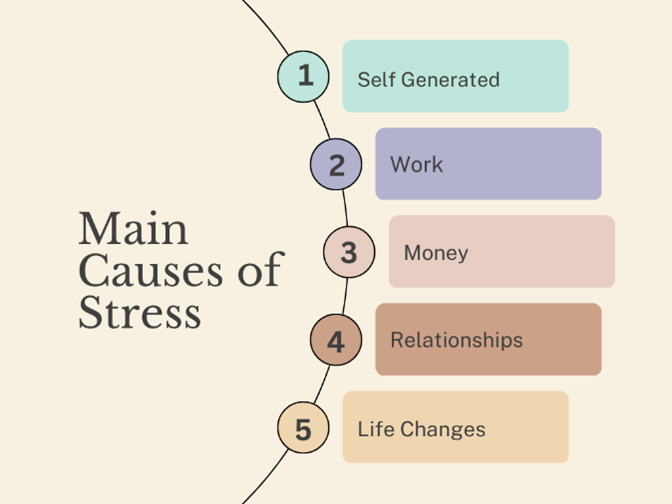 Main
Causes of
Stress
1
Self Generated
2
Work
3
Money
4
Relationships
5
Life Changes